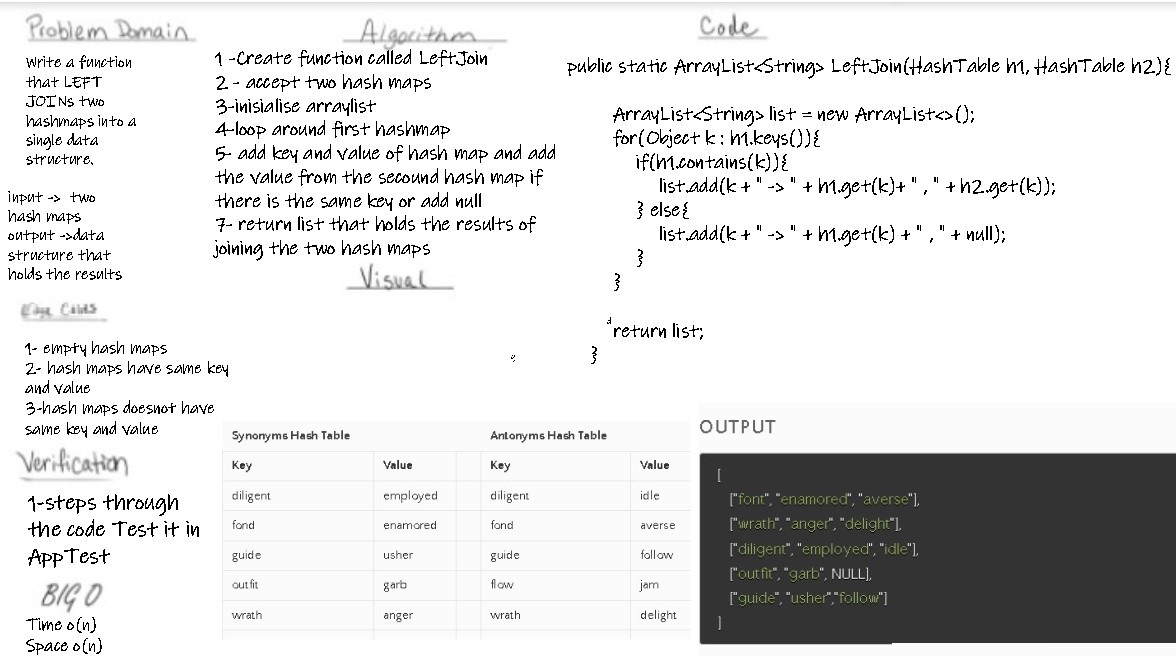 Problem Domain
Write a function
that LEFT
JOINs two
hashmaps into a
single data
structure.
input -> two
hash maps
output ->data
structure that
holds the results
Edge Cases
1- empty hash maps
2- hash maps have same key
and value
3-hash maps doesnot have
same key and value
Verification
1-steps through
the code Test it in
AppTest
BIG O
Time o(n)
Space o(n)
Algorithm
1 -Create function called LeftJoin
2 - accept two hash maps
3-inisialise arraylist
4-loop around first hashmap
5- add key and value of hash map and add
the value from the seccund hash map if
there is the same key or add null
7- return list that holds the results of
joining the two hash maps
Visual
Synonyms Hash Table Antonyms Hash Table
Key Value Key Value
diligent employed diligent idle
fond enamored fond averse
guide usher guide follow
outfit garb flow jam
wrath anger wrath delight
Code
public static ArrayList<String> LeftJoin(HashTable h1, HashTable h2){
ArrayList<String> list = new ArrayList<>();
for(Object k : h1.keys()){
if(h1.contains(k)){
list.add(k + " -> " + h1.get(k)+ " , " + h2.get(k));
} else{
list.add(k + " -> " + h1.get(k) + " , " + null);
}
}
return list;
}
OUTPUT
[
["font", "enamored", "averse"],
["wrath", "anger", "delight"],
["diligent", "employed", "idle"],
["outfit", "garb", NULL],
["guide", "usher","follow"]
]